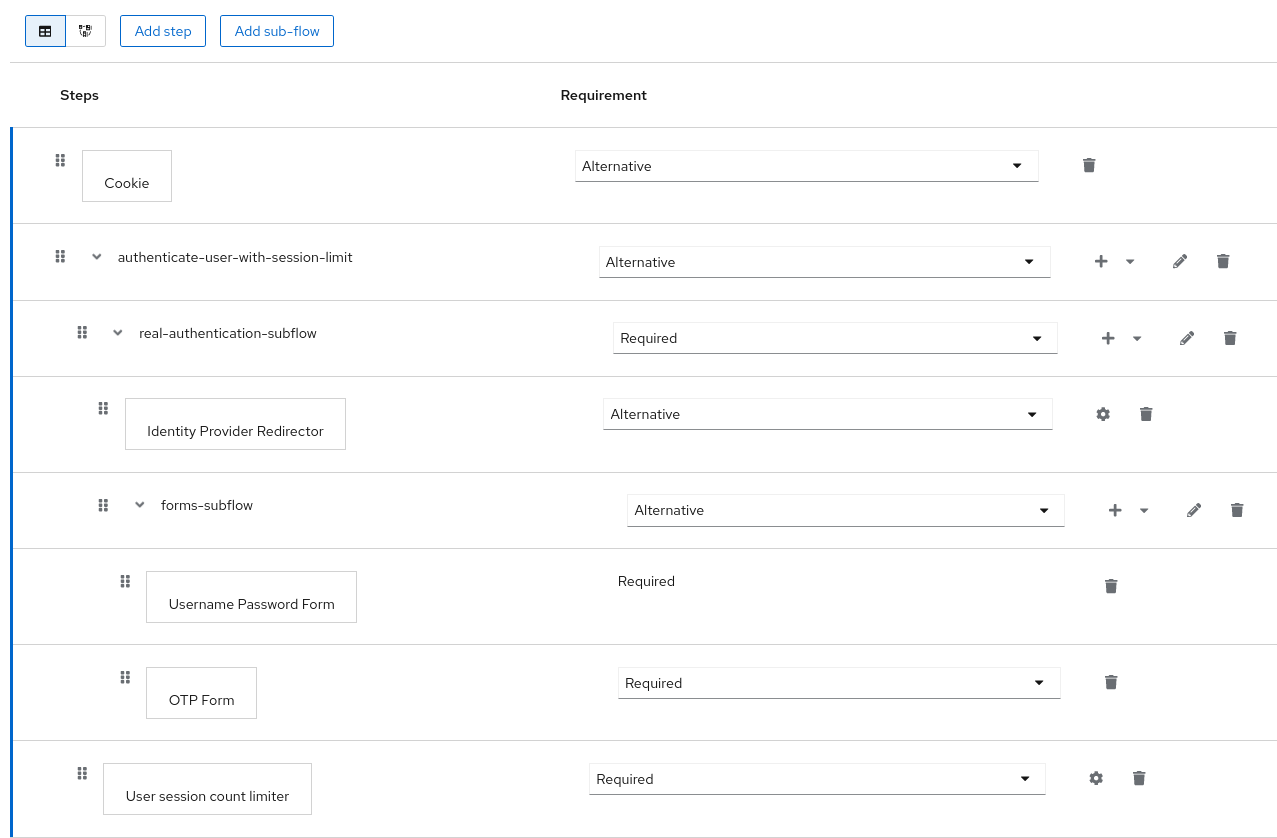 Add step Add sub-flow
Steps Requirement
Cookie Alternative
authenticate-user-with-session-limit Alternative
real-authentication-subflow Required
Identity Provider Redirector Alternative
forms-subflow Alternative
Username Password Form Required
OTP Form Required
User session count limiter Required